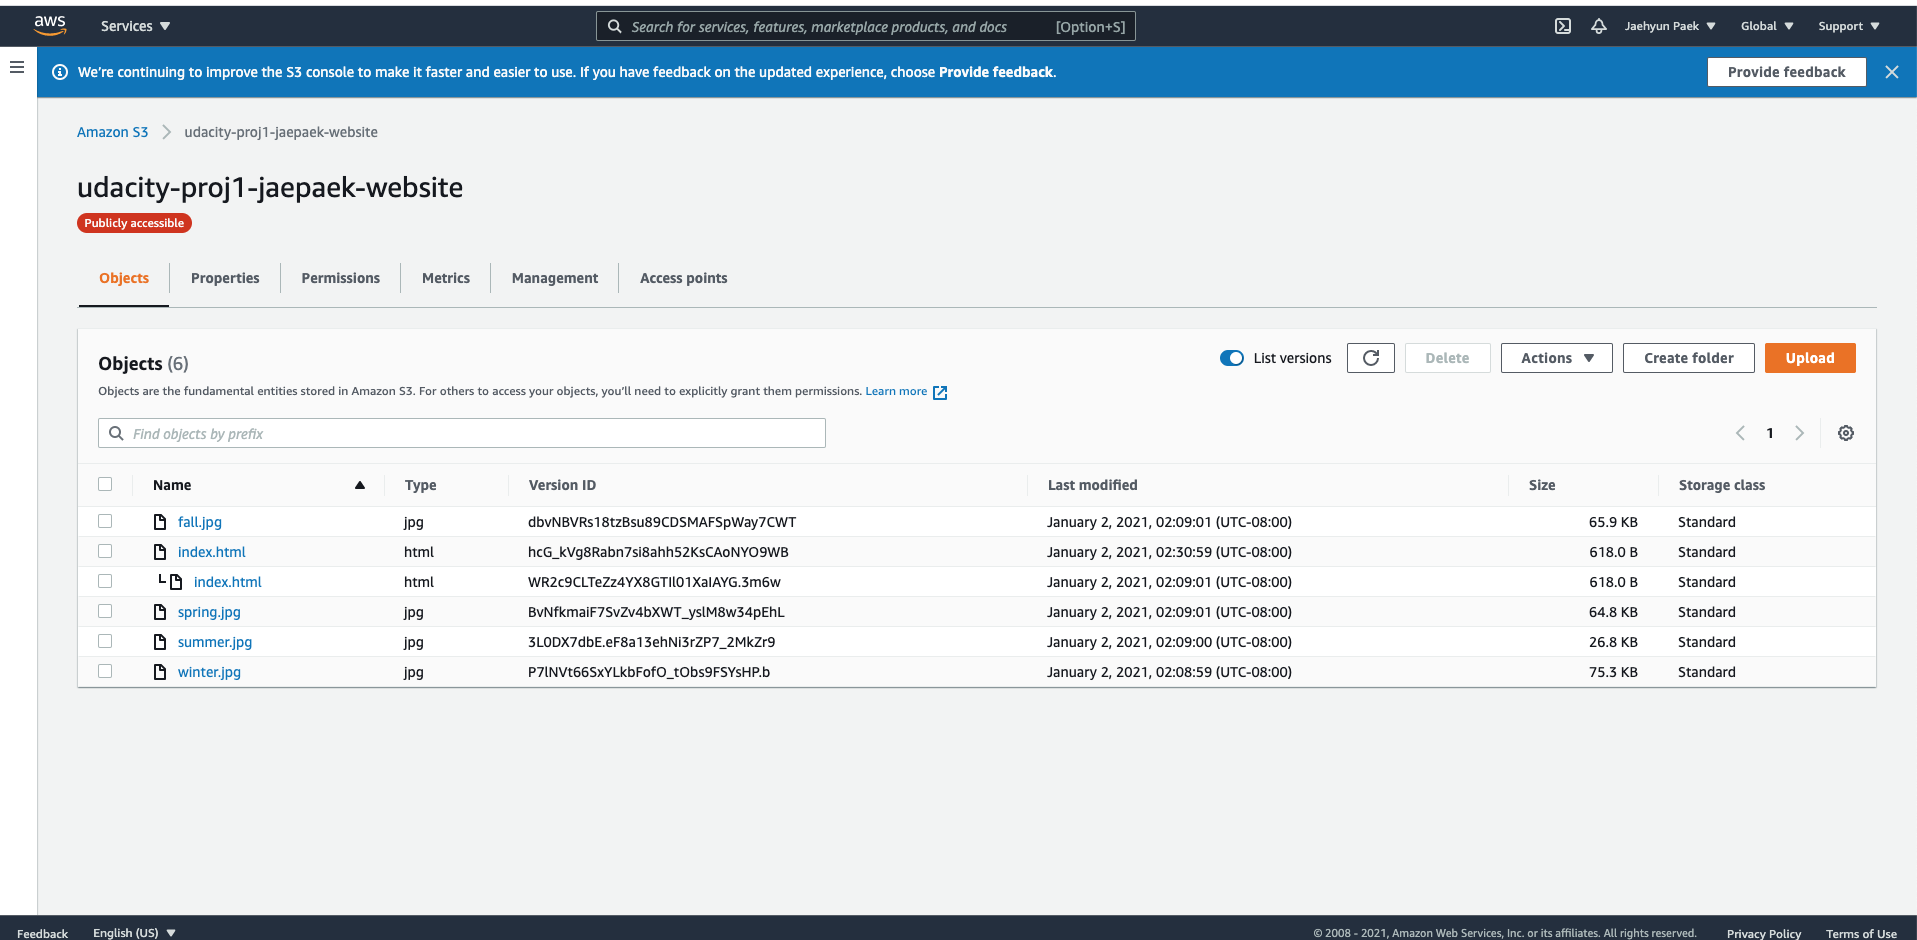 aws Services Search for services, features, marketplace products, and docs [Option+S] Jaehyun Paek Global Support
We're continuing to improve the S3 console to make it faster and easier to use. If you have feedback on the updated experience, choose Provide feedback. Provide feedback
Amazon S3 udacity-proj1-jaepaek-website
udacity-proj1-jaepaek-website
Publicly accessible
Objects Properties Permissions Metrics Management Access points
Objects (6) List versions Delete Actions Create folder Upload
Objects are the fundamental entities stored in Amazon S3. For others to access your objects, you'll need to explicitly grant them permissions. Learn more
Find objects by prefix 1
Name Type Version ID Last modified Size Storage class
fall.jpg jpg dbvNBVRs18tzBsu89CDSMAFSpWay7CWT January 2, 2021, 02:09:01 (UTC-08:00) 65.9 KB Standard
index.html html hcG_kVg8Rabn7si8ahh52KsCAoNYO9WB January 2, 2021, 02:30:59 (UTC-08:00) 618.0 B Standard
index.html html WR2c9CLTeZz4YX8GTIl01XaIAYG.3m6w January 2, 2021, 02:09:01 (UTC-08:00) 618.0 B Standard
spring.jpg jpg BvNfkmaiF7SvZv4bXWT_yslM8w34pEhL January 2, 2021, 02:09:01 (UTC-08:00) 64.8 KB Standard
summer.jpg jpg 3L0DX7dbE.eF8a13ehNi3rZP7_2MkZr9 January 2, 2021, 02:09:00 (UTC-08:00) 26.8 KB Standard
winter.jpg jpg P7lNVt66SxYLkbFofO_tObs9FSYsHP.b January 2, 2021, 02:08:59 (UTC-08:00) 75.3 KB Standard
Feedback English (US) © 2008 - 2021, Amazon Web Services, Inc. or its affiliates. All rights reserved. Privacy Policy Terms of Use